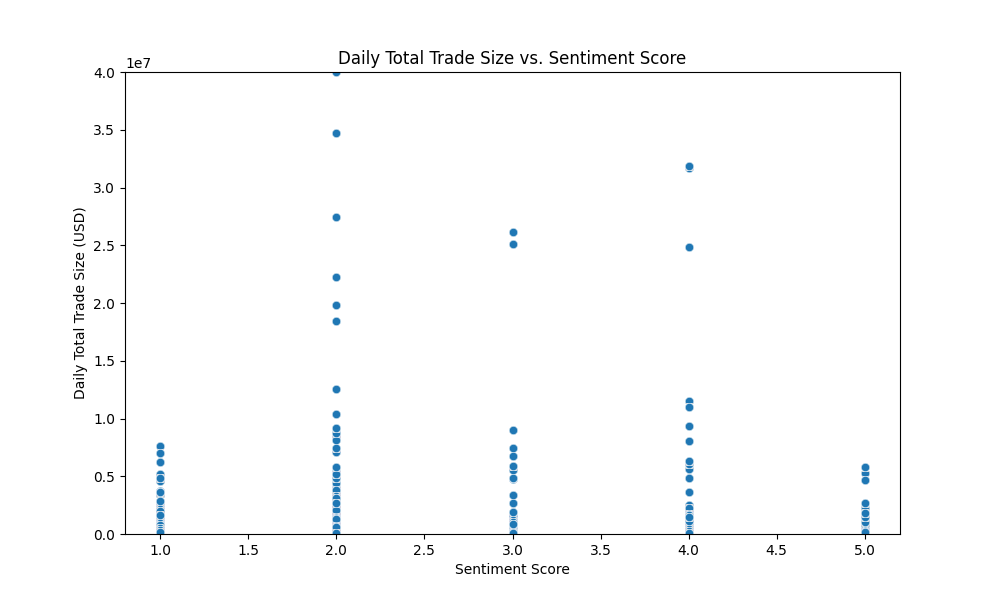 Daily Total Trade Size vs. Sentiment Score
1e7
4.0
3.5
3.0
2.5
2.0
1.5
1.0
0.5
0.0
Daily Total Trade Size (USD)
1.0 1.5 2.0 2.5 3.0 3.5 4.0 4.5 5.0
Sentiment Score